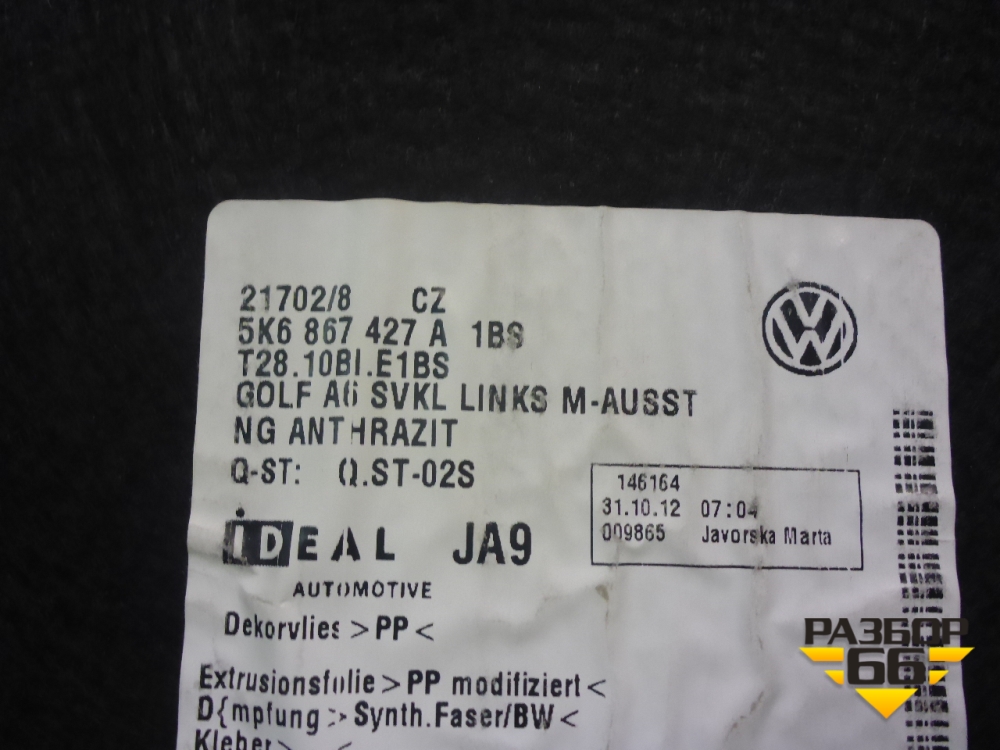 21702/8 CZ
5K6 867 427 A 1BS
T28.10BI.E1BS
GOLF A6 SVKL LINKS M-AUSST
NG ANTHRAZIT
Q-ST: Q.ST-02S
146164
31.10.12 07:04
009865 Javorska Marta
iDEAL JA9
AUTOMOTIVE
Dekorvlies >PP<
Extrusionsfolie>PP modifiziert<
D{mpfung :>· Synth.Faser/BW<
Kleber> <
РАЗБОР
66